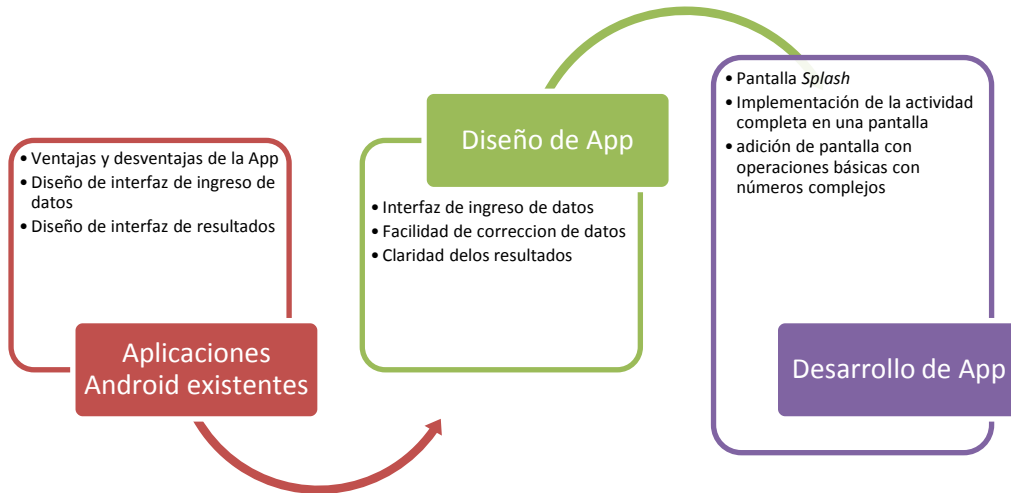 • Ventajas y desventajas de la App
• Diseño de interfaz de ingreso de
datos
• Diseño de interfaz de resultados
Aplicaciones
Android existentes
Diseño de App
• Interfaz de ingreso de datos
• Facilidad de correccion de datos
• Claridad delos resultados
• Pantalla Splash
• Implementación de la actividad
completa en una pantalla
• adición de pantalla con
operaciones básicas con
números complejos
Desarrollo de App